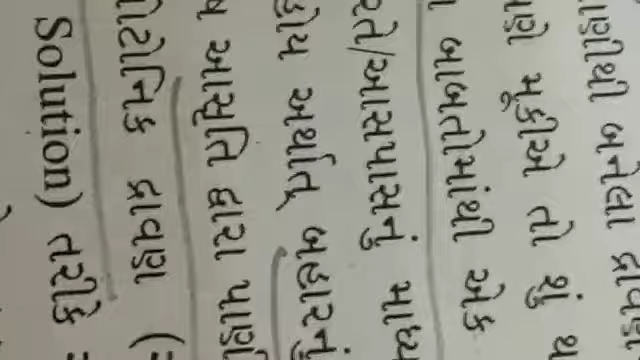 ાણીથી બનેલા દ્રાવણ
મૂકીએ તો શું થ
બાબતોમાંથી એક
રતે/આસપાસનું માધ્ય
હોય અર્થાત્ બહારનું
ય આસૃતિ દ્વારા પાણી
ોટોનિક દ્રાવણ (
Solution) તરીકે